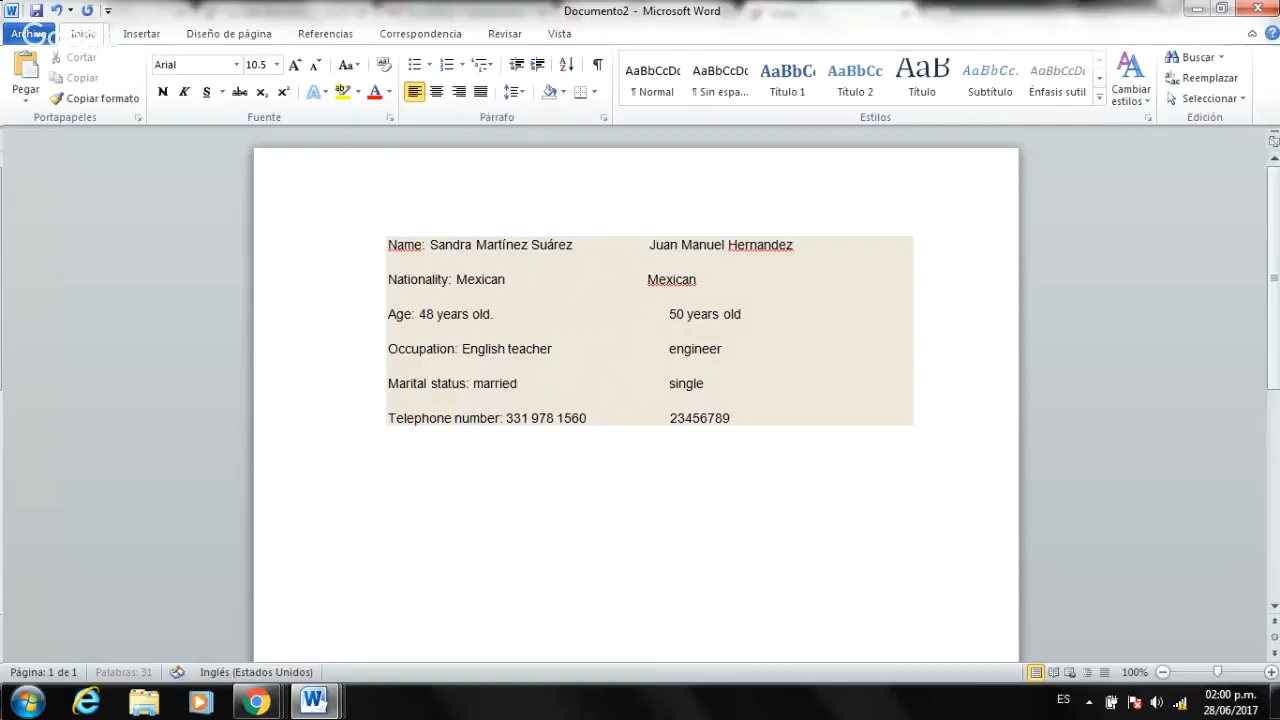 Documento2 - Microsoft Word
Archivo Inicio Insertar Diseño de página Referencias Correspondencia Revisar Vista
Pegar
Cortar
Copiar
Copiar formato
Portapapeles
Arial 10.5
Aa
N K S abc x₂ x²
Fuente
Párrafo
AaBbCcDc AaBbCcDc AaBbC AaBbCc AaB AaBbCc. AaBbCcDc
¶ Normal ¶ Sin espa... Título 1 Título 2 Título Subtítulo Énfasis sutil
Cambiar estilos
Estilos
Buscar
Reemplazar
Seleccionar
Edición
Name: Sandra Martínez Suárez Juan Manuel Hernandez
Nationality: Mexican Mexican
Age: 48 years old. 50 years old
Occupation: English teacher engineer
Marital status: married single
Telephone number: 331 978 1560 23456789
Página: 1 de 1 Palabras: 31 Inglés (Estados Unidos) 100%
ES 02:00 p.m.
28/06/2017